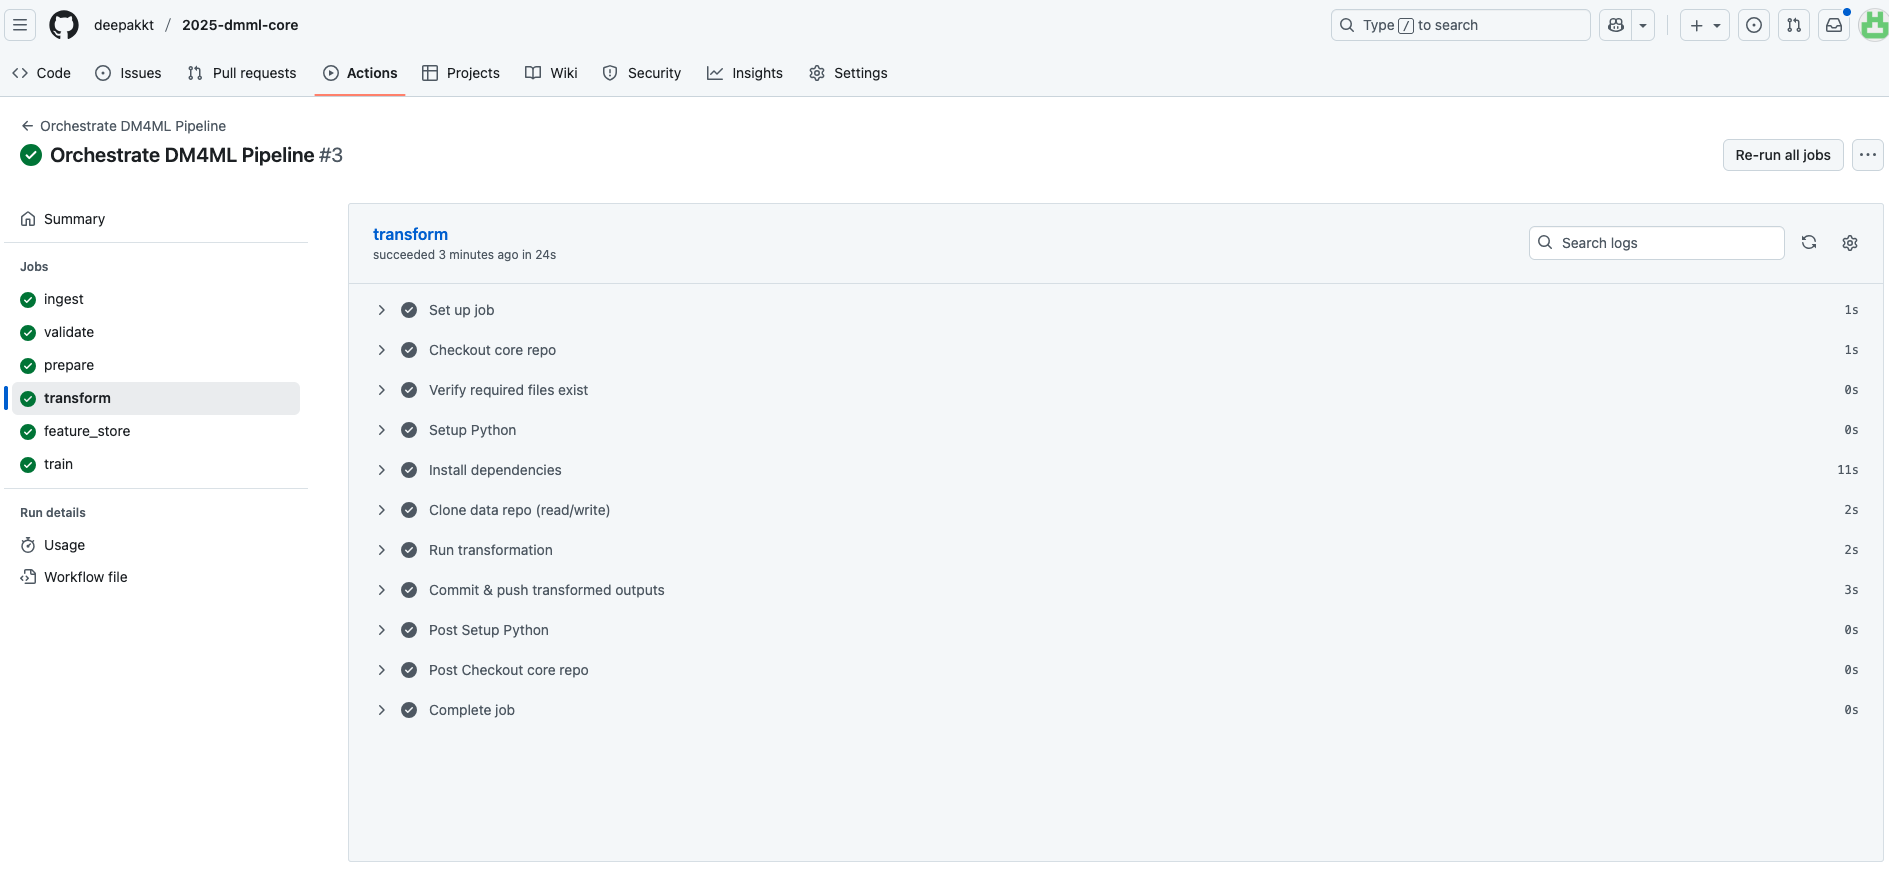 deepakkt / 2025-dmml-core
Type / to search
Code Issues Pull requests Actions Projects Wiki Security Insights Settings
Orchestrate DM4ML Pipeline
Orchestrate DM4ML Pipeline #3
Re-run all jobs
Summary
Jobs
ingest
validate
prepare
transform
feature_store
train
Run details
Usage
Workflow file
transform
succeeded 3 minutes ago in 24s
Search logs
Set up job 1s
Checkout core repo 1s
Verify required files exist 0s
Setup Python 0s
Install dependencies 11s
Clone data repo (read/write) 2s
Run transformation 2s
Commit & push transformed outputs 3s
Post Setup Python 0s
Post Checkout core repo 0s
Complete job 0s